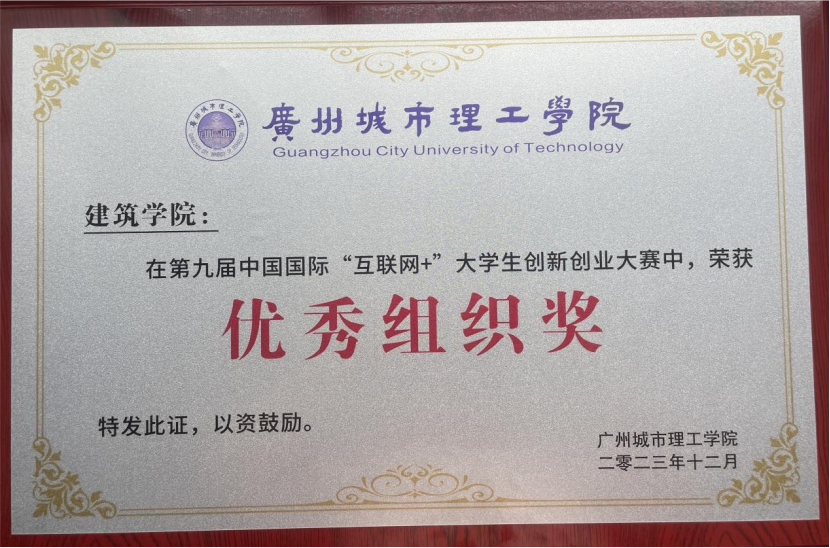 廣州城市理工學院
Guangzhou City University of Technology
建筑学院：
在第九届中国国际“互联网+”大学生创新创业大赛中，荣获
优秀组织奖
特发此证，以资鼓励。
广州城市理工学院
二零二三年十二月